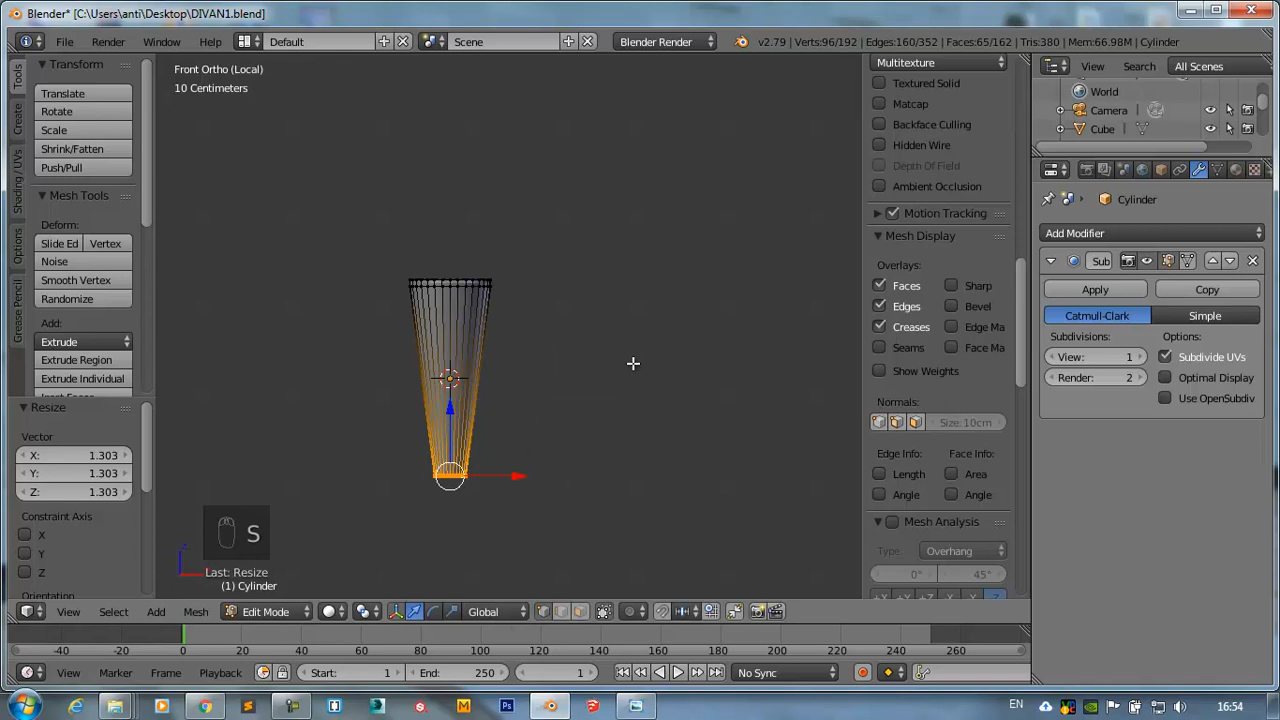 Blender* [C:\Users\anti\Desktop\DIVAN1.blend]
File Render Window Help Default Scene Blender Render v2.79 | Verts:96/192 | Edges:160/352 | Faces:65/162 | Tris:380 | Mem:66.98M | Cylinder
Tools
Create
Shading / UVs
Options
Grease Pencil
Transform
Translate
Rotate
Scale
Shrink/Fatten
Push/Pull
Mesh Tools
Deform:
Slide Ed Vertex
Noise
Smooth Vertex
Randomize
Add:
Extrude
Extrude Region
Extrude Individual
Resize
Vector
X: 1.303
Y: 1.303
Z: 1.303
Constraint Axis
X
Y
Z
Front Ortho (Local)
10 Centimeters
S
Last: Resize
(1) Cylinder
Multitexture
Textured Solid
Matcap
Backface Culling
Hidden Wire
Depth Of Field
Ambient Occlusion
Motion Tracking
Mesh Display
Overlays:
Faces Sharp
Edges Bevel
Creases Edge Ma
Seams Face Ma
Show Weights
Normals:
Size: 10cm
Edge Info: Face Info:
Length Area
Angle Angle
Mesh Analysis
Type: Overhang
0° 45°
View Search All Scenes
World
Camera
Cube
Cylinder
Add Modifier
Sub
Apply Copy
Catmull-Clark Simple
Subdivisions: Options:
View: 1 Subdivide UVs
Render: 2 Optimal Display
Use OpenSubdiv
View Select Add Mesh Edit Mode Global
-40 -20 0 20 40 60 80 100 120 140 160 180 200 220 240 260
View Marker Frame Playback Start: 1 End: 250 1 No Sync
EN 16:54